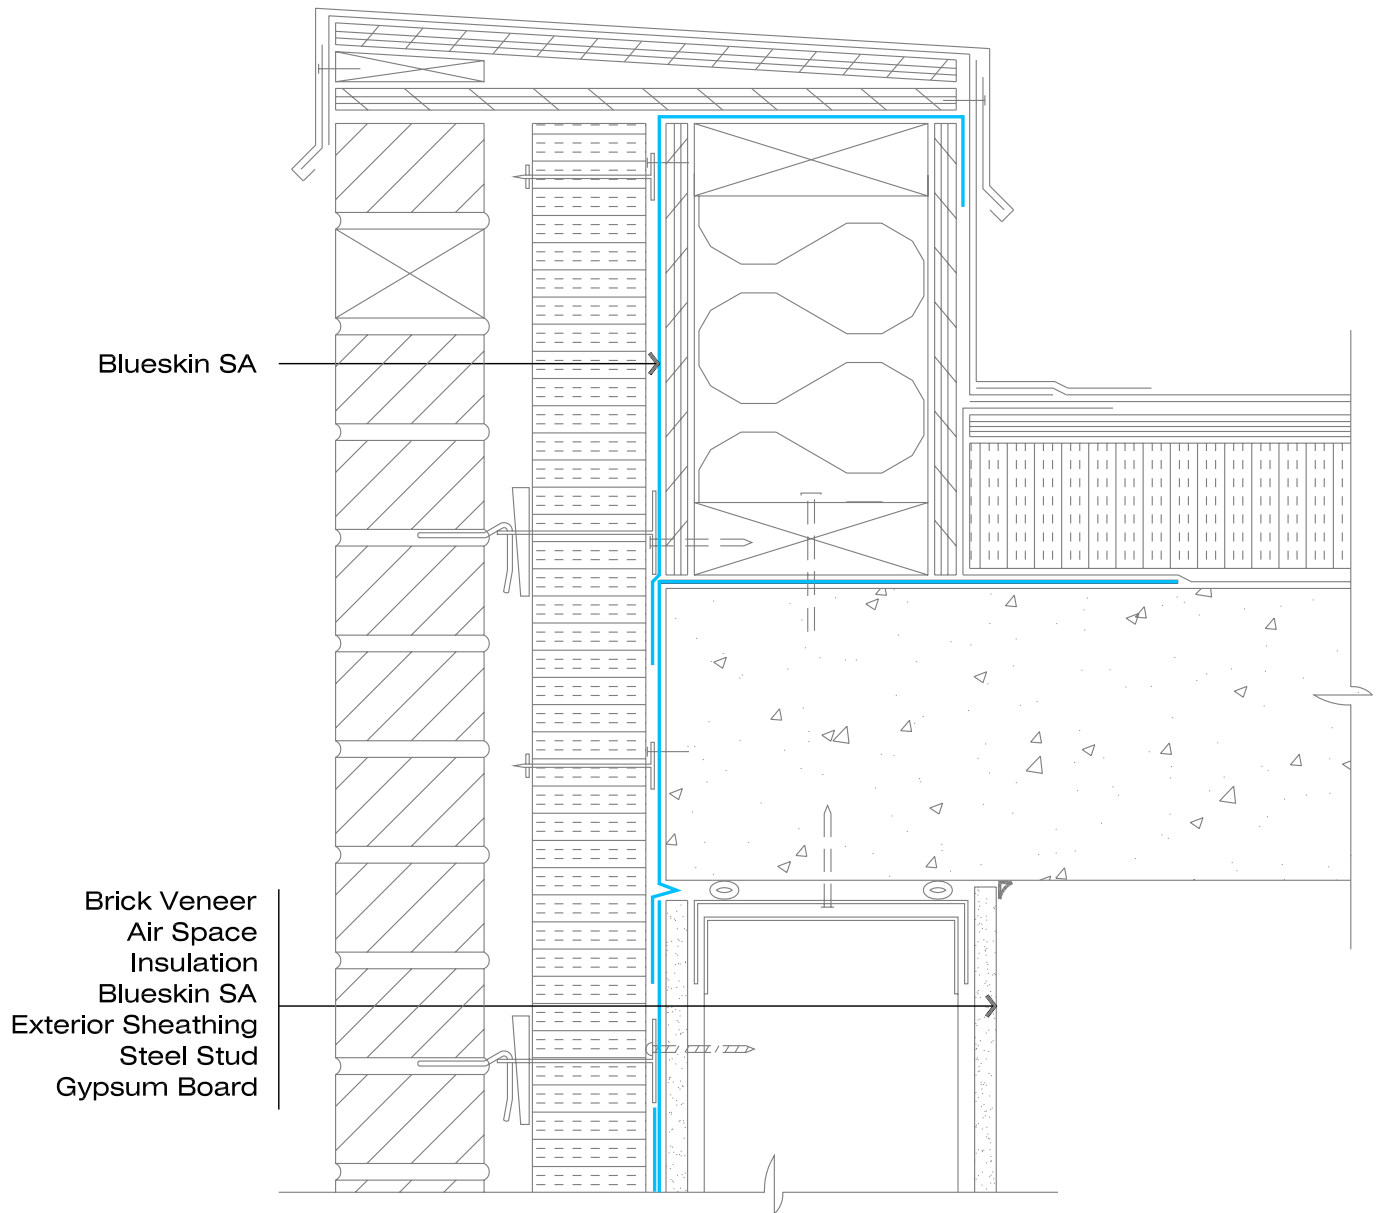 Blueskin SA
Brick Veneer
Air Space
Insulation
Blueskin SA
Exterior Sheathing
Steel Stud
Gypsum Board